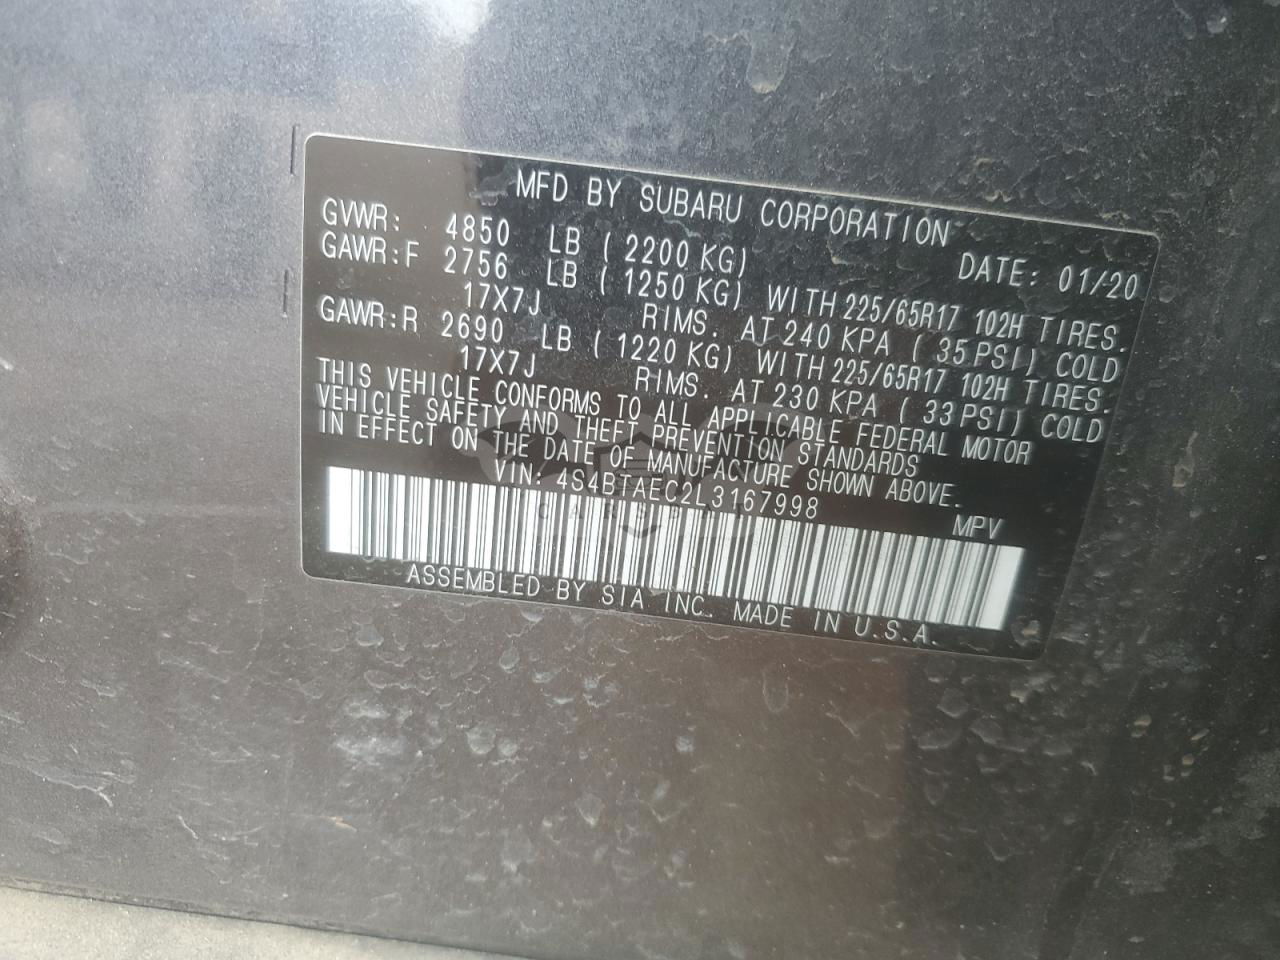 MFD BY SUBARU CORPORATION
GVWR: 4850 LB ( 2200 KG) DATE: 01/20
GAWR:F 2756 LB ( 1250 KG) WITH 225/65R17 102H TIRES.
17X7J RIMS. AT 240 KPA ( 35 PSI) COLD
GAWR:R 2690 LB ( 1220 KG) WITH 225/65R17 102H TIRES.
17X7J RIMS. AT 230 KPA ( 33 PSI) COLD
THIS VEHICLE CONFORMS TO ALL APPLICABLE FEDERAL MOTOR
VEHICLE SAFETY AND THEFT PREVENTION STANDARDS
IN EFFECT ON THE DATE OF MANUFACTURE SHOWN ABOVE.
VIN: 4S4BTAEC2L3167998 MPV
ASSEMBLED BY SIA INC. MADE IN U.S.A.